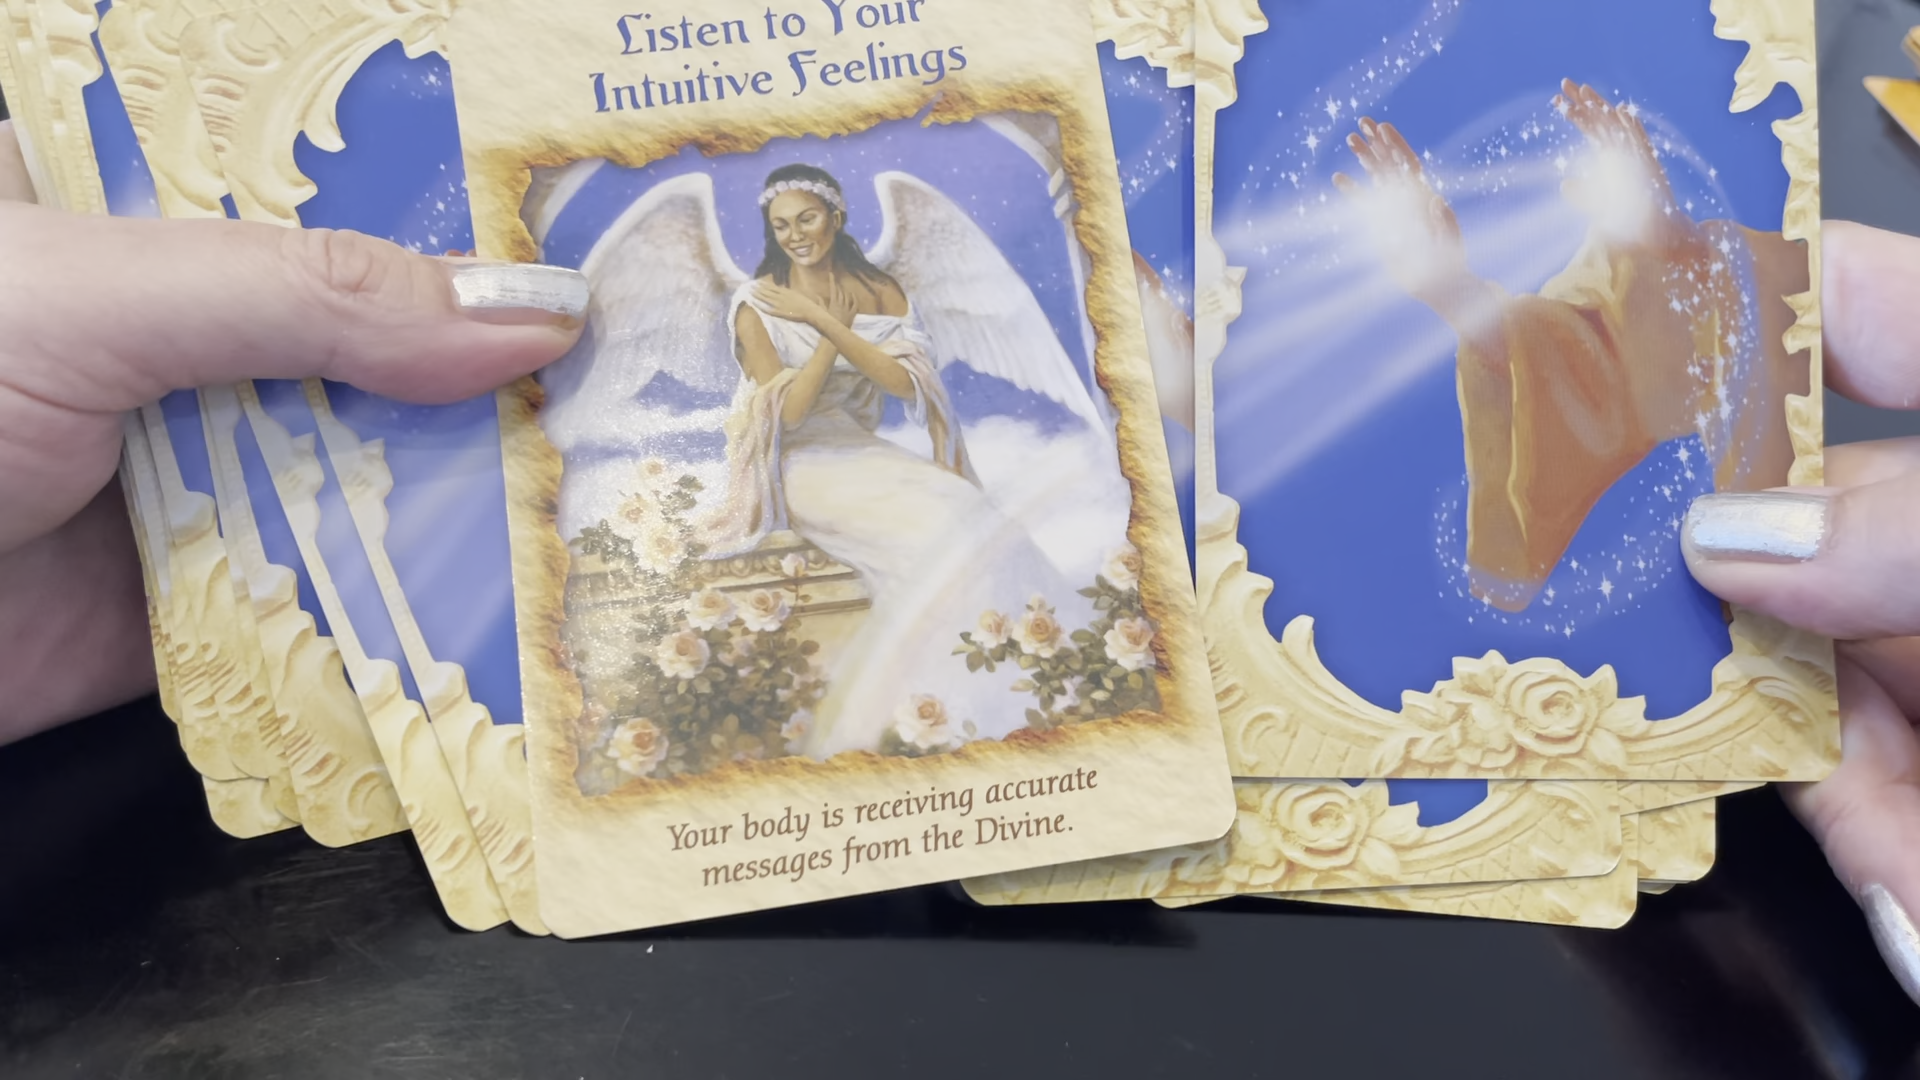 Listen to Your
Intuitive Feelings
Your body is receiving accurate
messages from the Divine.